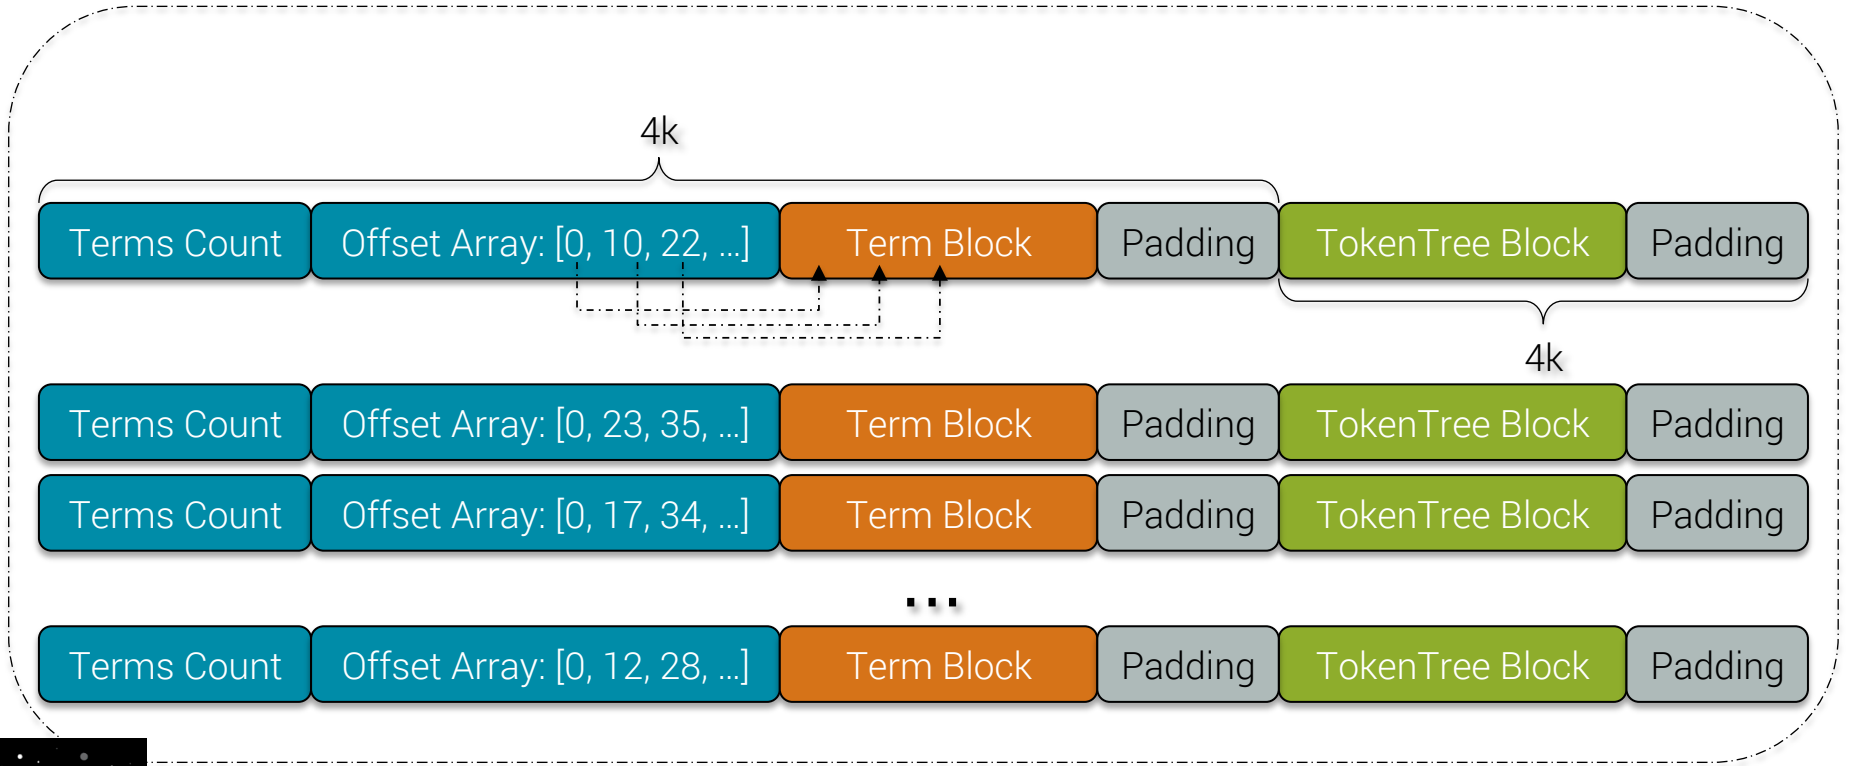 4k
Terms Count Offset Array: [0, 10, 22, ...] Term Block Padding TokenTree Block Padding
4k
Terms Count Offset Array: [0, 23, 35, ...] Term Block Padding TokenTree Block Padding
Terms Count Offset Array: [0, 17, 34, ...] Term Block Padding TokenTree Block Padding
...
Terms Count Offset Array: [0, 12, 28, ...] Term Block Padding TokenTree Block Padding